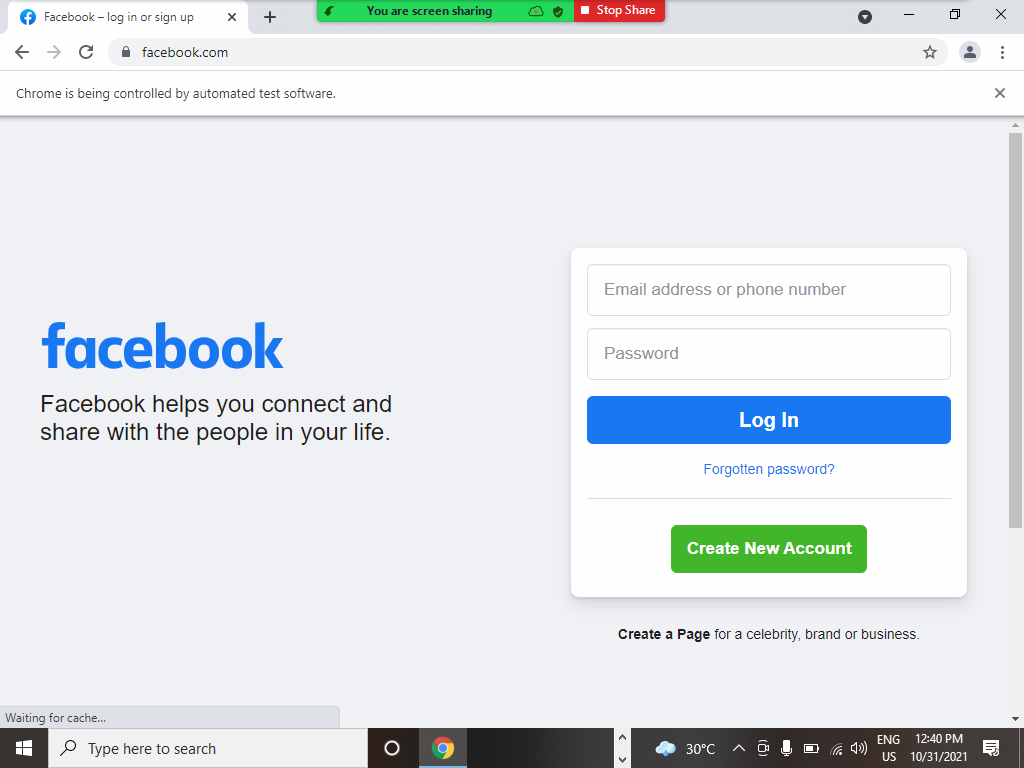 Facebook – log in or sign up
You are screen sharing
Stop Share
facebook.com
Chrome is being controlled by automated test software.
facebook
Facebook helps you connect and
share with the people in your life.
Email address or phone number
Password
Log In
Forgotten password?
Create New Account
Create a Page for a celebrity, brand or business.
Waiting for cache...
Type here to search
30°C
ENG
US
12:40 PM
10/31/2021